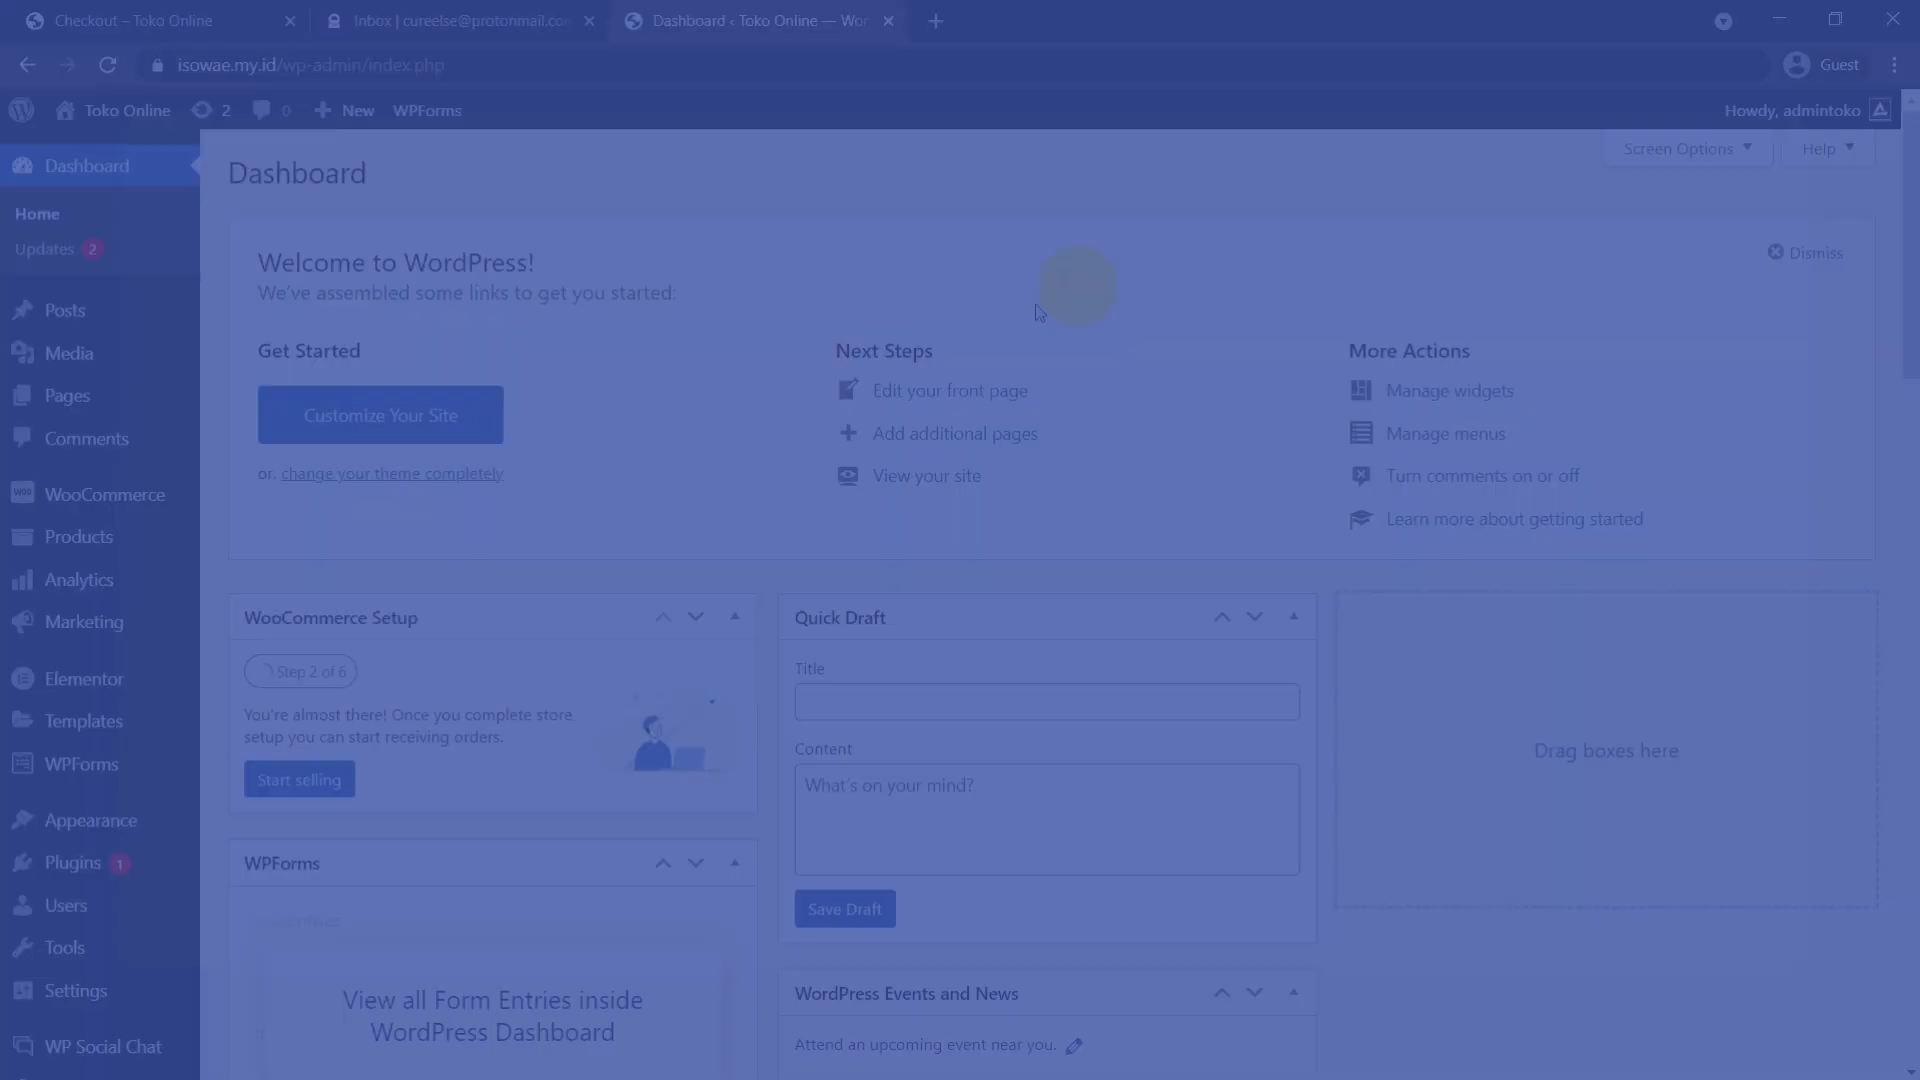 Checkout – Toko Online
Inbox | cureelse@protonmail.co
Dashboard ‹ Toko Online — Wor
isowae.my.id/wp-admin/index.php
Guest
Toko Online
2
0
New
WPForms
Howdy, admintoko
Dashboard
Home
Updates 2
Posts
Media
Pages
Comments
WooCommerce
Products
Analytics
Marketing
Elementor
Templates
WPForms
Appearance
Plugins 1
Users
Tools
Settings
WP Social Chat
Dashboard
Screen Options
Help
Welcome to WordPress!
We've assembled some links to get you started:
Dismiss
Get Started
Customize Your Site
or, change your theme completely
Next Steps
Edit your front page
Add additional pages
View your site
More Actions
Manage widgets
Manage menus
Turn comments on or off
Learn more about getting started
WooCommerce Setup
Step 2 of 6
You're almost there! Once you complete store
setup you can start receiving orders.
Start selling
WPForms
View all Form Entries inside
WordPress Dashboard
Quick Draft
Title
Content
What's on your mind?
Save Draft
WordPress Events and News
Attend an upcoming event near you.
Drag boxes here